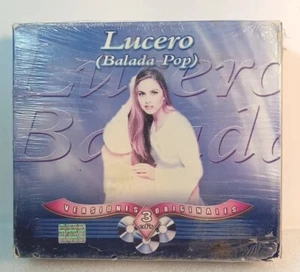 Lucero
(Balada Pop)
Lucero
Balada
VERSIONES ORIGINALES
3